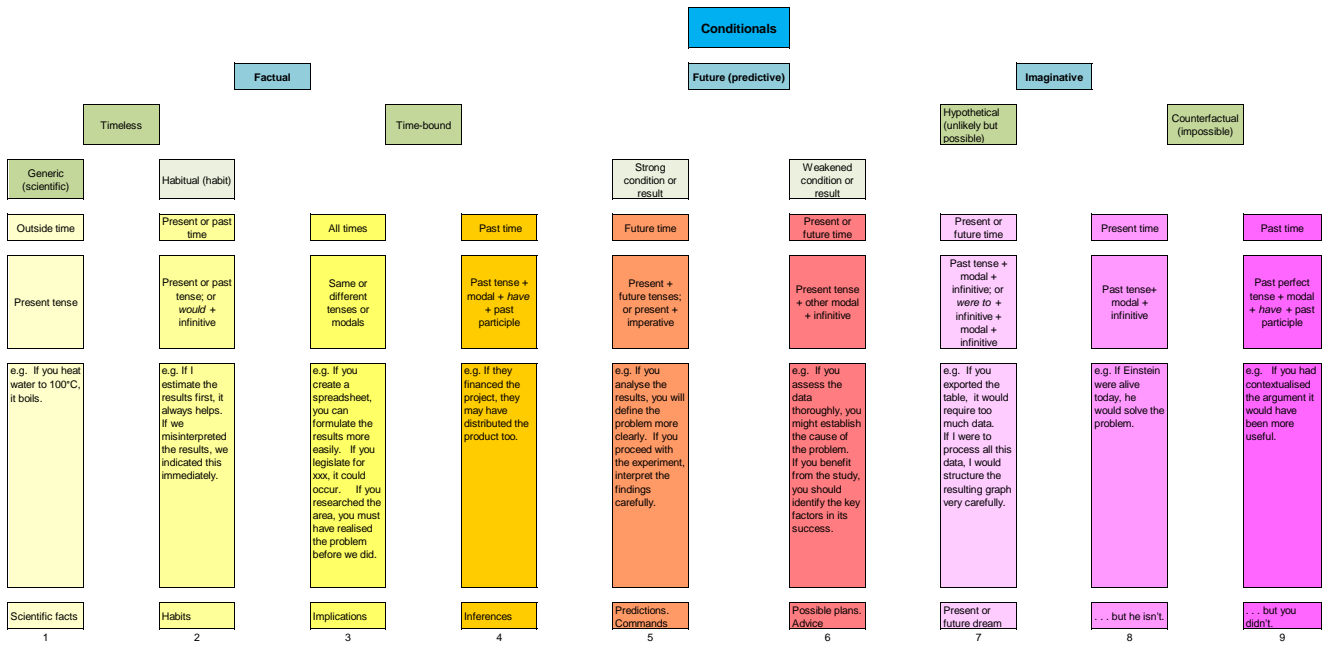 Conditionals
Factual
Future (predictive)
Imaginative
Timeless
Time-bound
Hypothetical
(unlikely but
possible)
Counterfactual
(impossible)
Generic
(scientific)
Habitual (habit)
Strong
condition or
result
Weakened
condition or
result
Outside time
Present or past
time
All times
Past time
Future time
Present or
future time
Present or
future time
Present time
Past time
Present tense
Present or past
tense; or
would +
infinitive
Same or
different
tenses or
modals
Past tense +
modal + have
+ past
participle
Present +
future tenses;
or present +
imperative
Present tense
+ other modal
+ infinitive
Past tense +
modal +
infinitive; or
were to +
infinitive +
modal +
infinitive
Past tense+
modal +
infinitive
Past perfect
tense + modal
+ have + past
participle
e.g. If you heat
water to 100°C,
it boils.
e.g. If I
estimate the
results first, it
always helps.
If we
misinterpreted
the results, we
indicated this
immediately.
e.g. If you
create a
spreadsheet,
you can
formulate the
results more
easily. If you
legislate for
xxx, it could
occur. If you
researched the
area, you must
have realised
the problem
before we did.
e.g. If they
financed the
project, they
may have
distributed the
product too.
e.g. If you
analyse the
results, you will
define the
problem more
clearly. If you
proceed with
the experiment,
interpret the
findings
carefully.
e.g. If you
assess the
data
thoroughly, you
might establish
the cause of
the problem.
If you benefit
from the study,
you should
identify the key
factors in its
success.
e.g. If you
exported the
table, it would
require too
much data.
If I were to
process all this
data, I would
structure the
resulting graph
very carefully.
e.g. If Einstein
were alive
today, he
would solve the
problem.
e.g. If you had
contextualised
the argument it
would have
been more
useful.
Scientific facts
Habits
Implications
Inferences
Predictions.
Commands
Possible plans.
Advice
Present or
future dream
. . . but he isn't.
. . . but you
didn't.
1
2
3
4
5
6
7
8
9